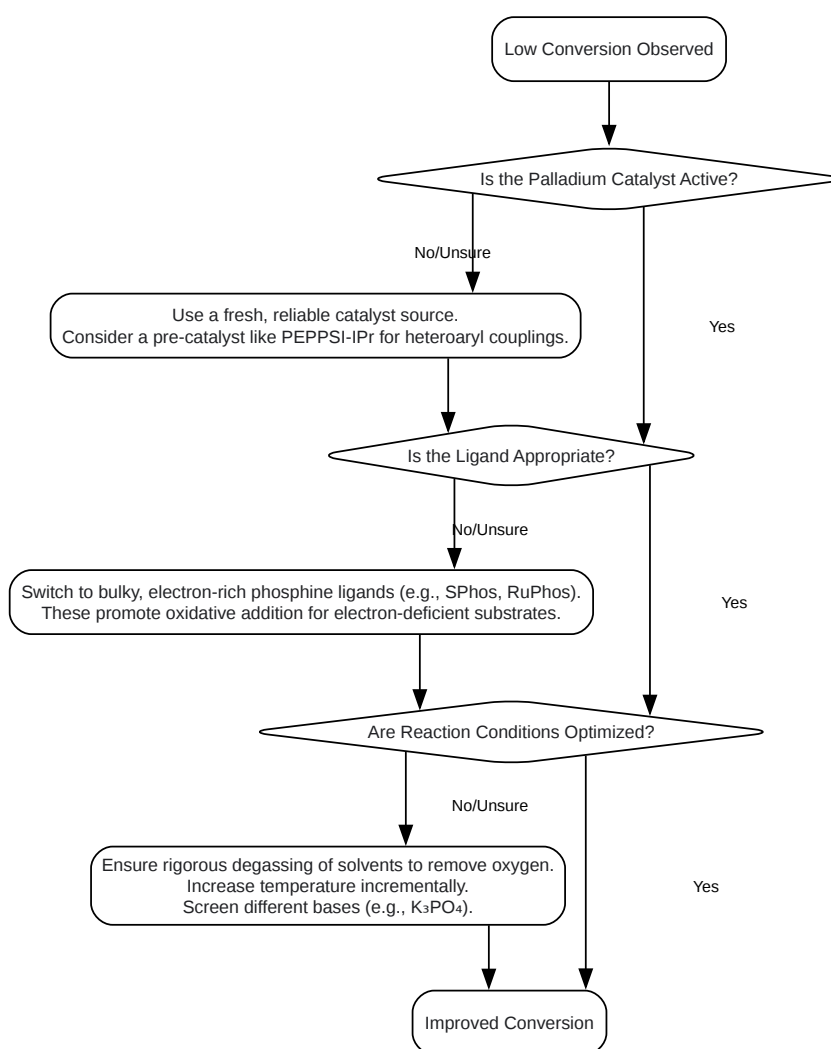 Low Conversion Observed
Is the Palladium Catalyst Active?
No/Unsure
Use a fresh, reliable catalyst source.
Consider a pre-catalyst like PEPPSI-IPr for heteroaryl couplings.
Yes
Is the Ligand Appropriate?
No/Unsure
Switch to bulky, electron-rich phosphine ligands (e.g., SPhos, RuPhos).
These promote oxidative addition for electron-deficient substrates.
Yes
Are Reaction Conditions Optimized?
No/Unsure
Ensure rigorous degassing of solvents to remove oxygen.
Increase temperature incrementally.
Screen different bases (e.g., K₃PO₄).
Yes
Improved Conversion